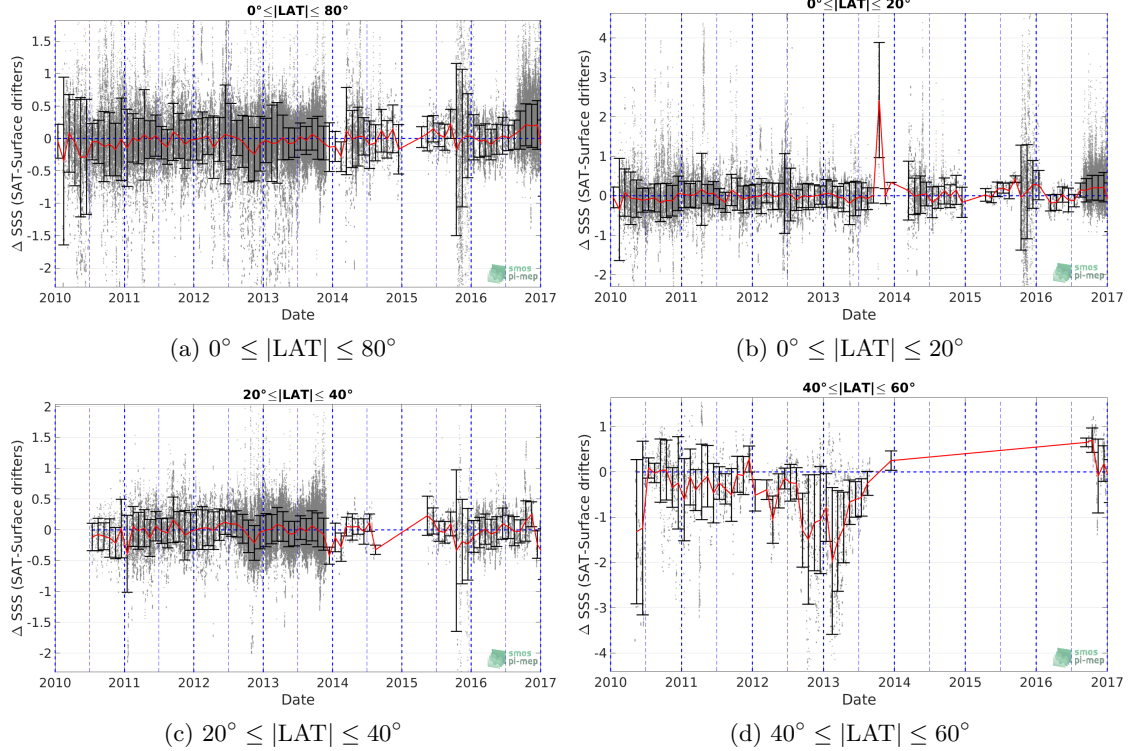 0°≤|LAT|≤ 80°
Δ SSS (SAT-Surface drifters)
1.5
1
0.5
0
-0.5
-1
-1.5
-2
2010 2011 2012 2013 2014 2015 2016 2017
Date
smos
pi-mep
(a) 0° ≤ |LAT| ≤ 80°
0°≤|LAT|≤ 20°
Δ SSS (SAT-Surface drifters)
4
3
2
1
0
-1
-2
2010 2011 2012 2013 2014 2015 2016 2017
Date
smos
pi-mep
(b) 0° ≤ |LAT| ≤ 20°
20°≤|LAT|≤ 40°
Δ SSS (SAT-Surface drifters)
2
1.5
1
0.5
0
-0.5
-1
-1.5
-2
2010 2011 2012 2013 2014 2015 2016 2017
Date
smos
pi-mep
(c) 20° ≤ |LAT| ≤ 40°
40°≤|LAT|≤ 60°
Δ SSS (SAT-Surface drifters)
1
0
-1
-2
-3
-4
2010 2011 2012 2013 2014 2015 2016 2017
Date
smos
pi-mep
(d) 40° ≤ |LAT| ≤ 60°